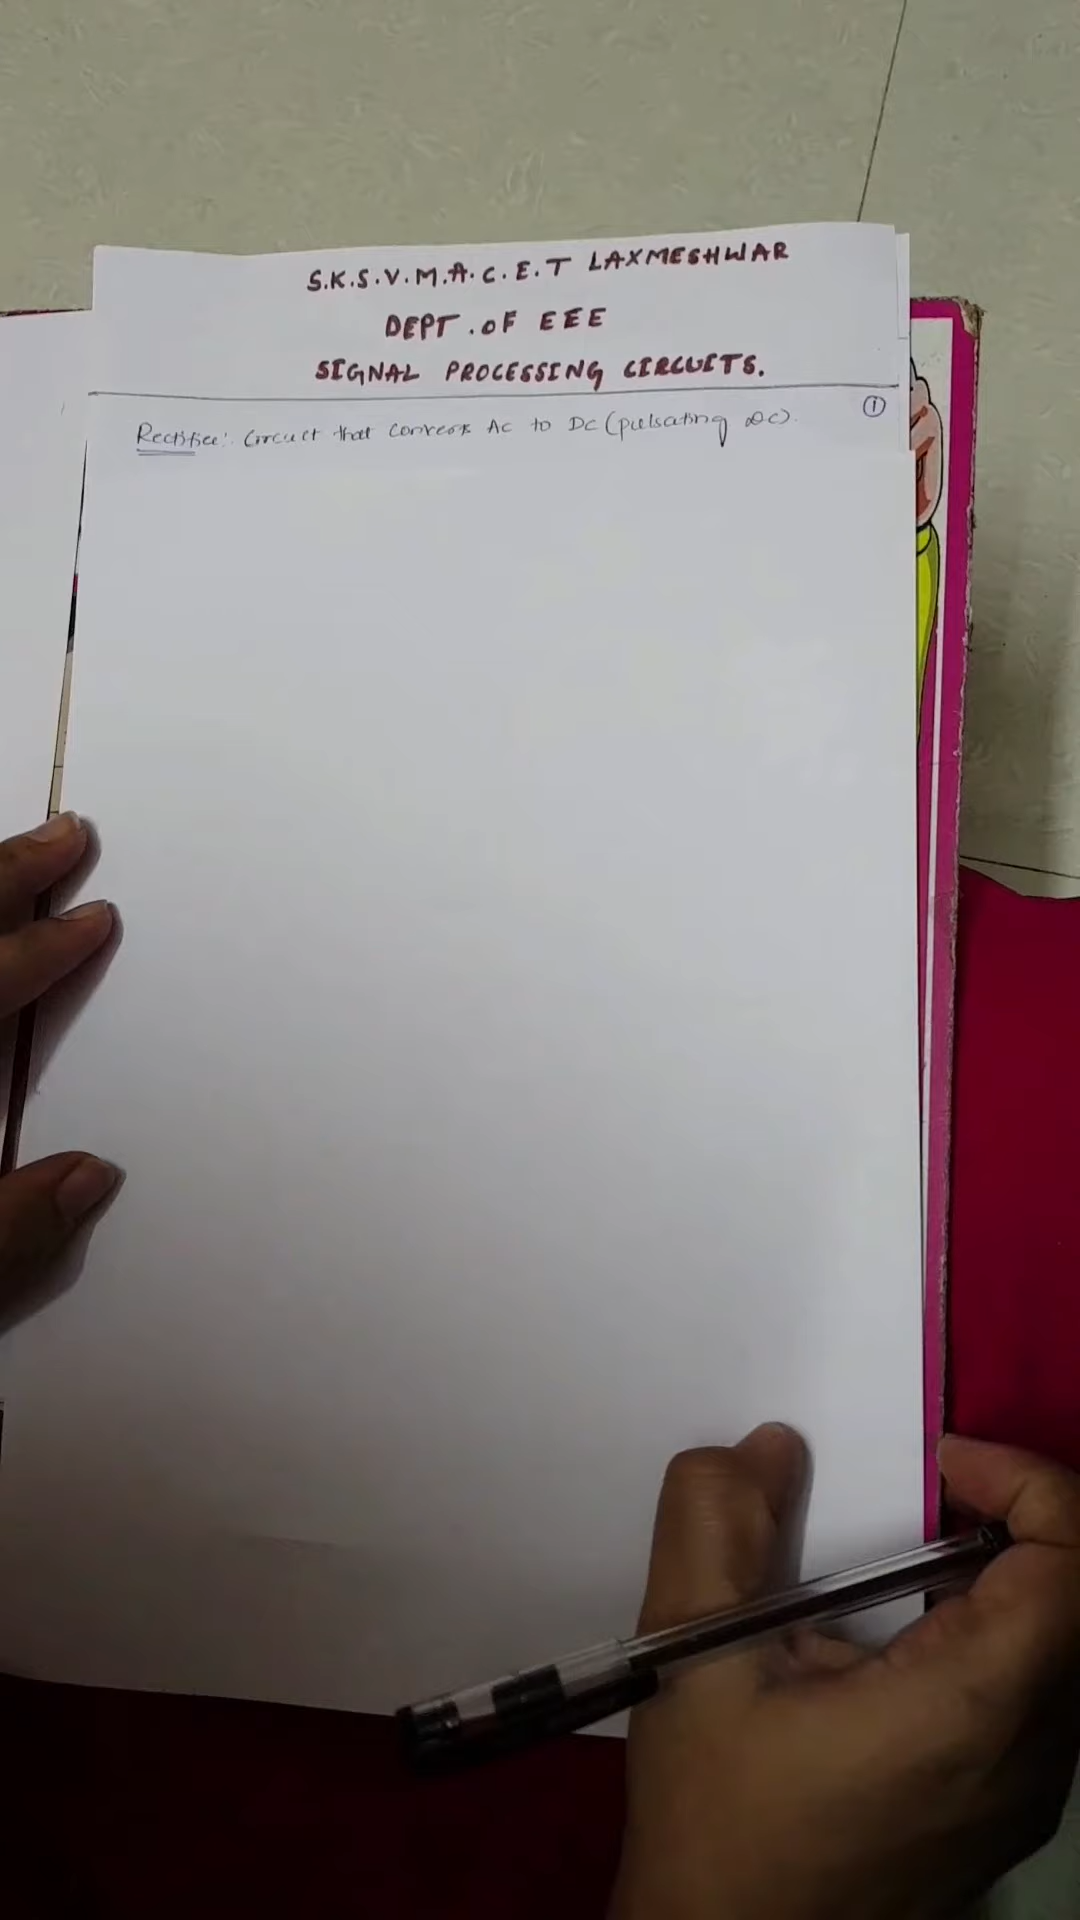 S.K.S.V.M.A.C.E.T LAXMESHWAR
DEPT. OF EEE
SIGNAL PROCESSING CIRCUITS.
1
Rectifier: Circuit that converts AC to DC (pulsating DC).